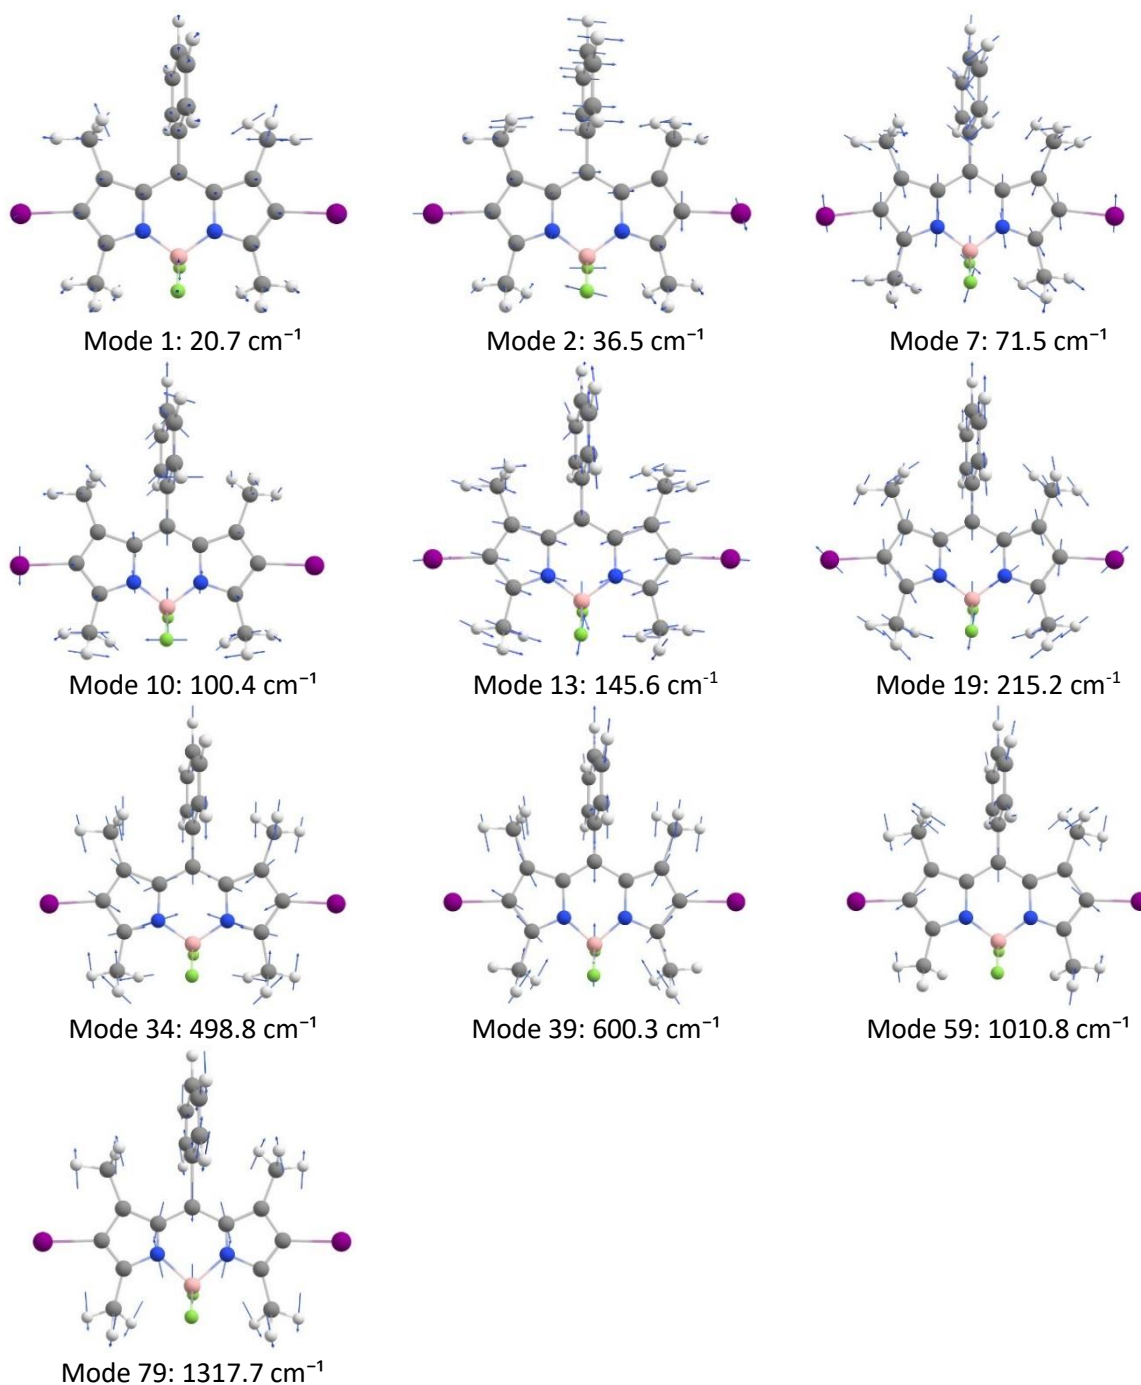 Mode 1: 20.7 cm⁻¹
Mode 2: 36.5 cm⁻¹
Mode 7: 71.5 cm⁻¹
Mode 10: 100.4 cm⁻¹
Mode 13: 145.6 cm⁻¹
Mode 19: 215.2 cm⁻¹
Mode 34: 498.8 cm⁻¹
Mode 39: 600.3 cm⁻¹
Mode 59: 1010.8 cm⁻¹
Mode 79: 1317.7 cm⁻¹